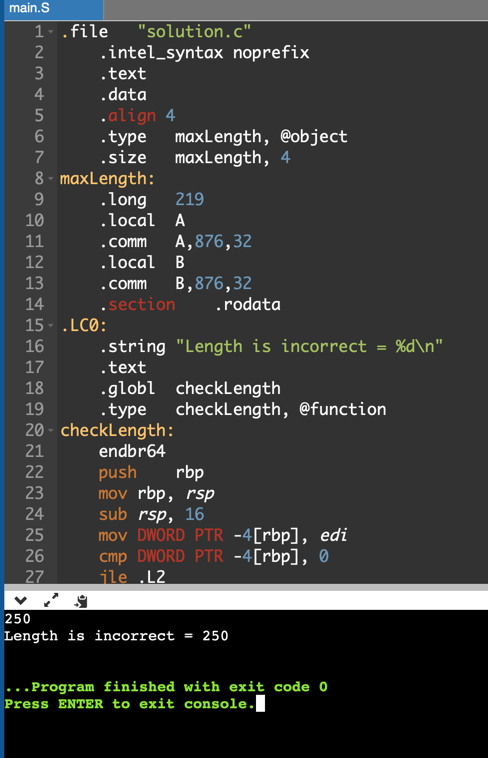 main.S
1 .file "solution.c"
2 .intel_syntax noprefix
3 .text
4 .data
5 .align 4
6 .type maxLength, @object
7 .size maxLength, 4
8 maxLength:
9 .long 219
10 .local A
11 .comm A,876,32
12 .local B
13 .comm B,876,32
14 .section .rodata
15 .LC0:
16 .string "Length is incorrect = %d\n"
17 .text
18 .globl checkLength
19 .type checkLength, @function
20 checkLength:
21 endbr64
22 push rbp
23 mov rbp, rsp
24 sub rsp, 16
25 mov DWORD PTR -4[rbp], edi
26 cmp DWORD PTR -4[rbp], 0
27 jle .L2
250
Length is incorrect = 250
...Program finished with exit code 0
Press ENTER to exit console.